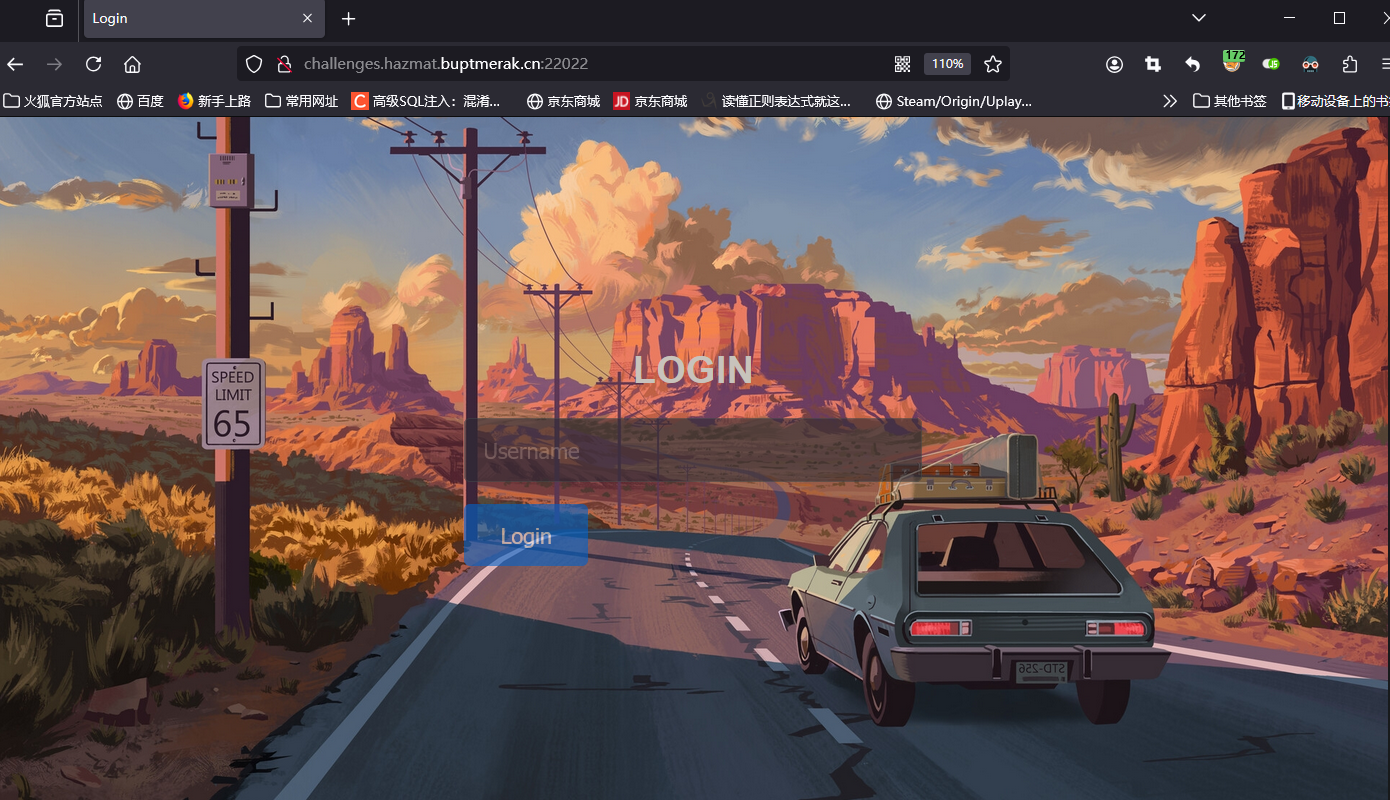 Login
challenges.hazmat.buptmerak.cn:22022
110%
172
火狐官方站点
百度
新手上路
常用网址
C
高级SQL注入：混淆...
京东商城
JD
京东商城
读懂正则表达式就这...
Steam/Origin/Uplay...
其他书签
移动设备上的书
SPEED
LIMIT
65
LOGIN
Username
Login
STD-256